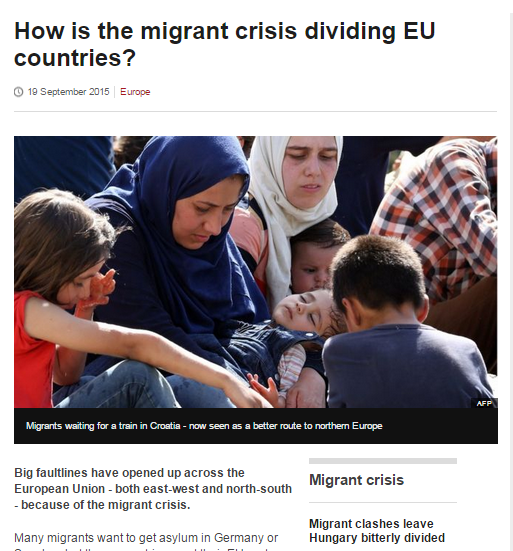 How is the migrant crisis dividing EU
countries?
19 September 2015 Europe
AFP
Migrants waiting for a train in Croatia - now seen as a better route to northern Europe
Big faultlines have opened up across the
European Union - both east-west and north-south
- because of the migrant crisis.
Many migrants want to get asylum in Germany or
Migrant crisis
Migrant clashes leave
Hungary bitterly divided